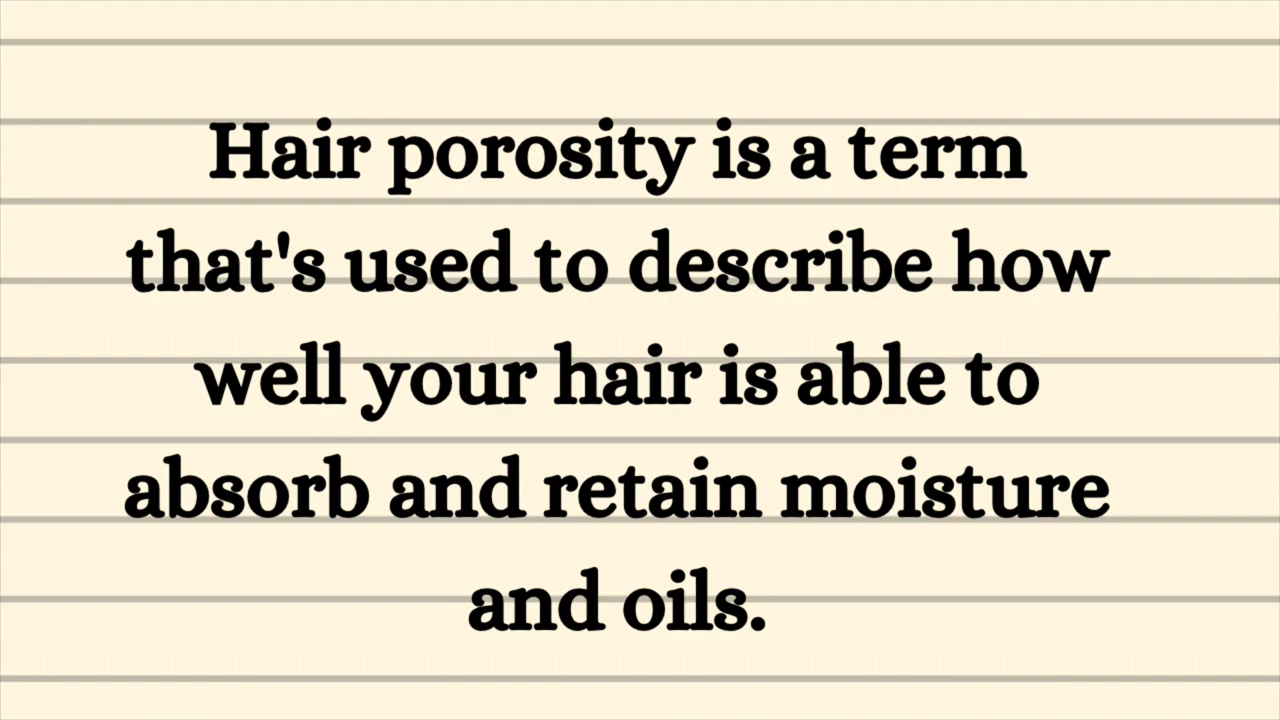 Hair porosity is a term
that's used to describe how
well your hair is able to
absorb and retain moisture
and oils.